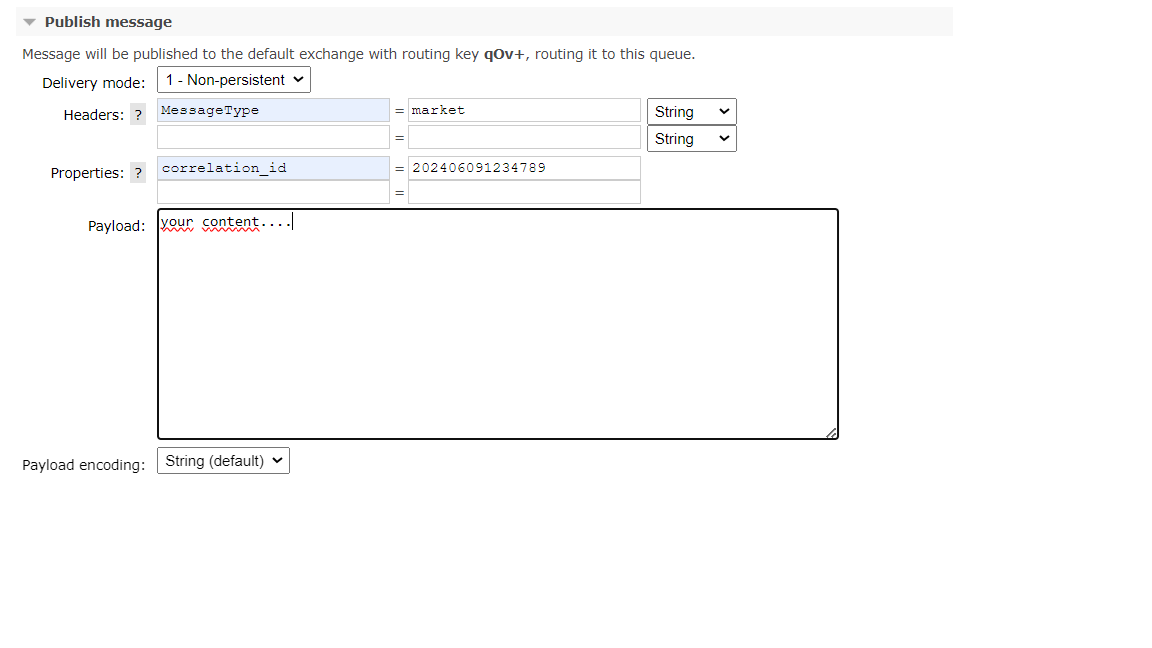 Publish message
Message will be published to the default exchange with routing key qOv+, routing it to this queue.
Delivery mode: 1 - Non-persistent
Headers: ? MessageType = market String
= String
Properties: ? correlation_id = 202406091234789
=
Payload: your content....
Payload encoding: String (default)